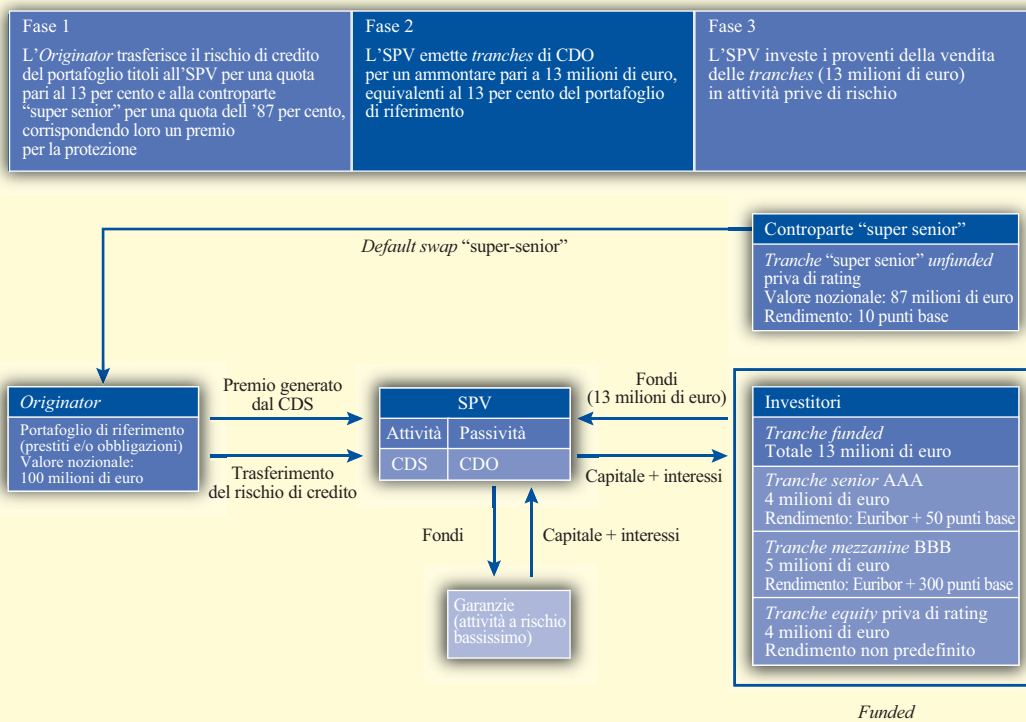 Fase 1
L'Originator trasferisce il rischio di credito
del portafoglio titoli all'SPV per una quota
pari al 13 per cento e alla controparte
“super senior” per una quota dell '87 per cento,
corrispondendo loro un premio
per la protezione
Fase 2
L'SPV emette tranches di CDO
per un ammontare pari a 13 milioni di euro,
equivalenti al 13 per cento del portafoglio
di riferimento
Fase 3
L'SPV investe i proventi della vendita
delle tranches (13 milioni di euro)
in attività prive di rischio
Default swap “super-senior”
Controparte “super senior”
Tranche “super senior” unfunded
priva di rating
Valore nozionale: 87 milioni di euro
Rendimento: 10 punti base
Originator
Portafoglio di riferimento
(prestiti e/o obbligazioni)
Valore nozionale:
100 milioni di euro
Premio generato
dal CDS
Trasferimento
del rischio di credito
SPV
Attività
Passività
CDS
CDO
Fondi
(13 milioni di euro)
Capitale + interessi
Fondi
Capitale + interessi
Garanzie
(attività a rischio
bassissimo)
Investitori
Tranche funded
Totale 13 milioni di euro
Tranche senior AAA
4 milioni di euro
Rendimento: Euribor + 50 punti base
Tranche mezzanine BBB
5 milioni di euro
Rendimento: Euribor + 300 punti base
Tranche equity priva di rating
4 milioni di euro
Rendimento non predefinito
Funded